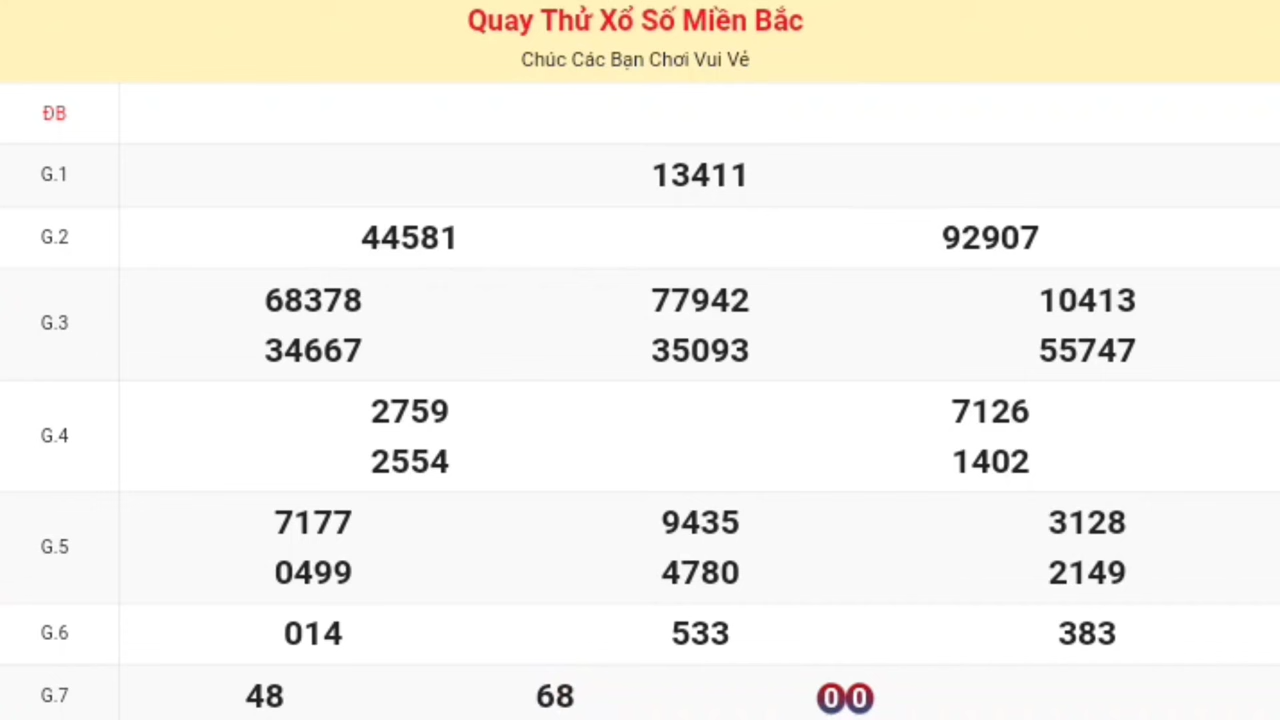 Quay Thử Xổ Số Miền Bắc
Chúc Các Bạn Chơi Vui Vẻ
ĐB
G.1 13411
G.2 44581 92907
G.3 68378 77942 10413
34667 35093 55747
G.4 2759 7126
2554 1402
G.5 7177 9435 3128
0499 4780 2149
G.6 014 533 383
G.7 48 68 00